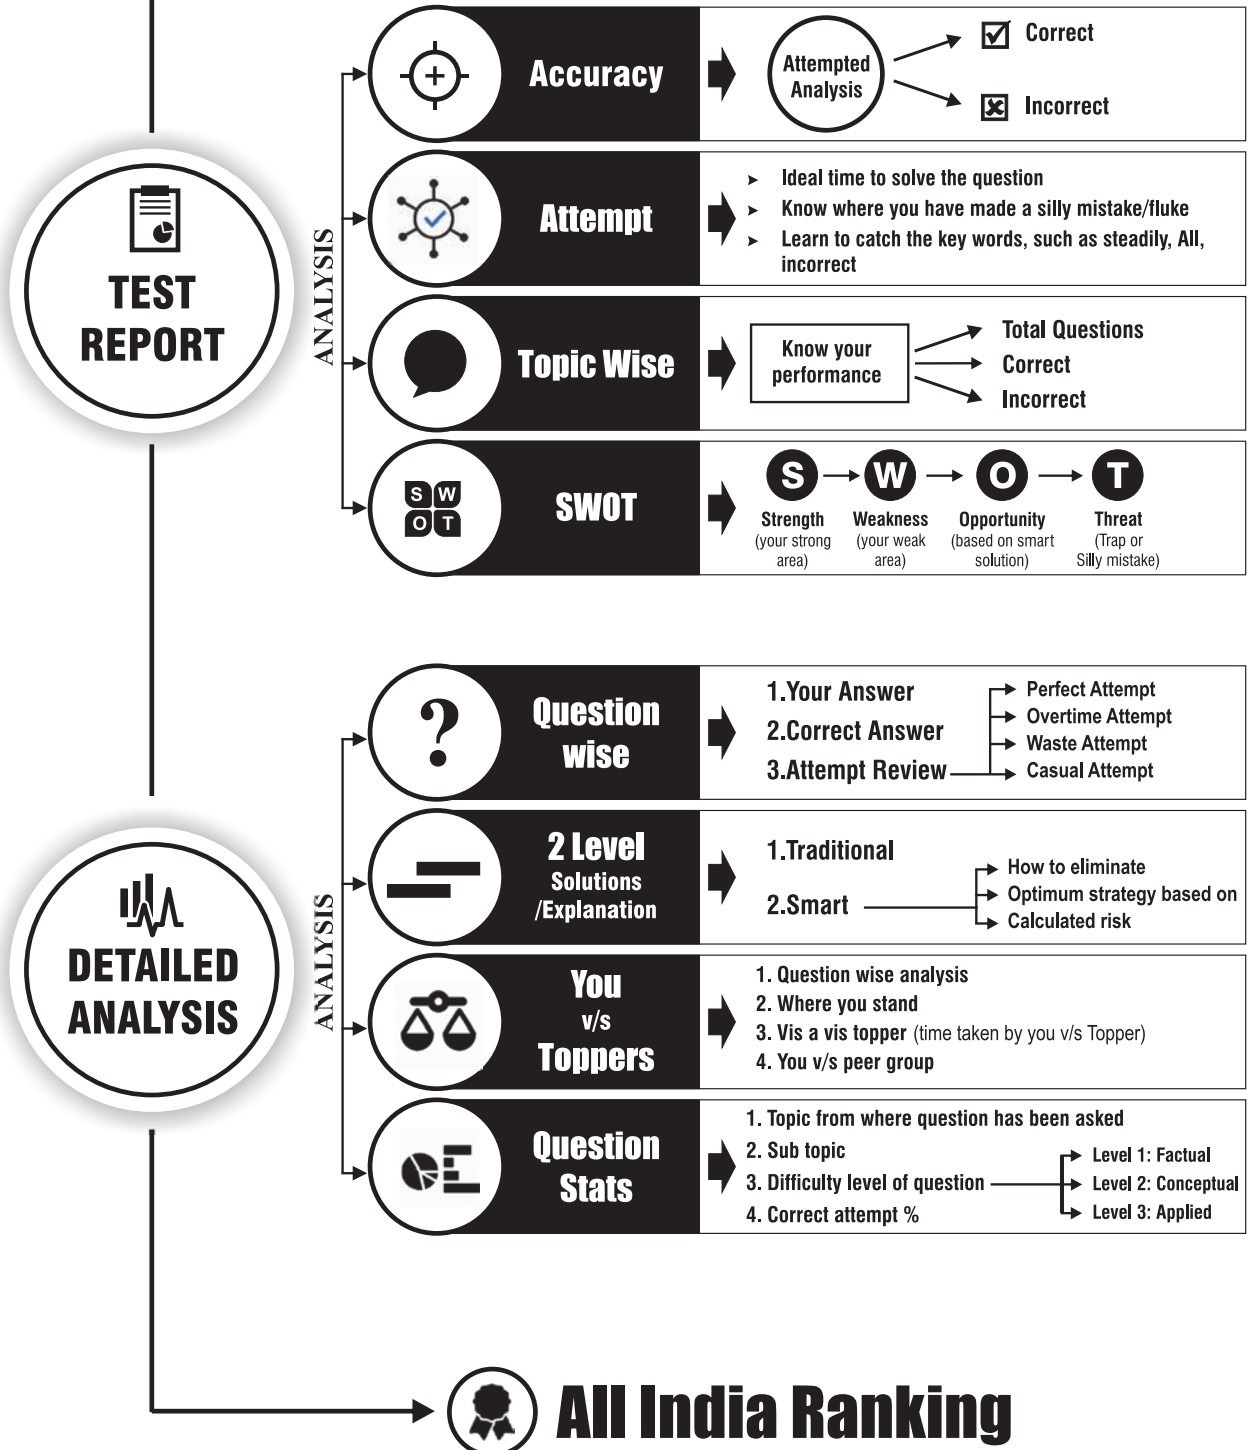 TEST
REPORT
ANALYSIS
Accuracy
Attempted
Analysis
Correct
Incorrect
Attempt
➤ Ideal time to solve the question
➤ Know where you have made a silly mistake/fluke
➤ Learn to catch the key words, such as steadily, All,
incorrect
Topic Wise
Know your
performance
Total Questions
Correct
Incorrect
S W
O T
SWOT
S W O T
Strength Weakness Opportunity Threat
(your strong (your weak (based on smart (Trap or
area) area) solution) Silly mistake)
DETAILED
ANALYSIS
ANALYSIS
?
Question
wise
1.Your Answer
2.Correct Answer
3.Attempt Review
Perfect Attempt
Overtime Attempt
Waste Attempt
Casual Attempt
2 Level
Solutions
/Explanation
1.Traditional
2.Smart
How to eliminate
Optimum strategy based on
Calculated risk
You
v/s
Toppers
1. Question wise analysis
2. Where you stand
3. Vis a vis topper (time taken by you v/s Topper)
4. You v/s peer group
Question
Stats
1. Topic from where question has been asked
2. Sub topic
3. Difficulty level of question
4. Correct attempt %
Level 1: Factual
Level 2: Conceptual
Level 3: Applied
All India Ranking